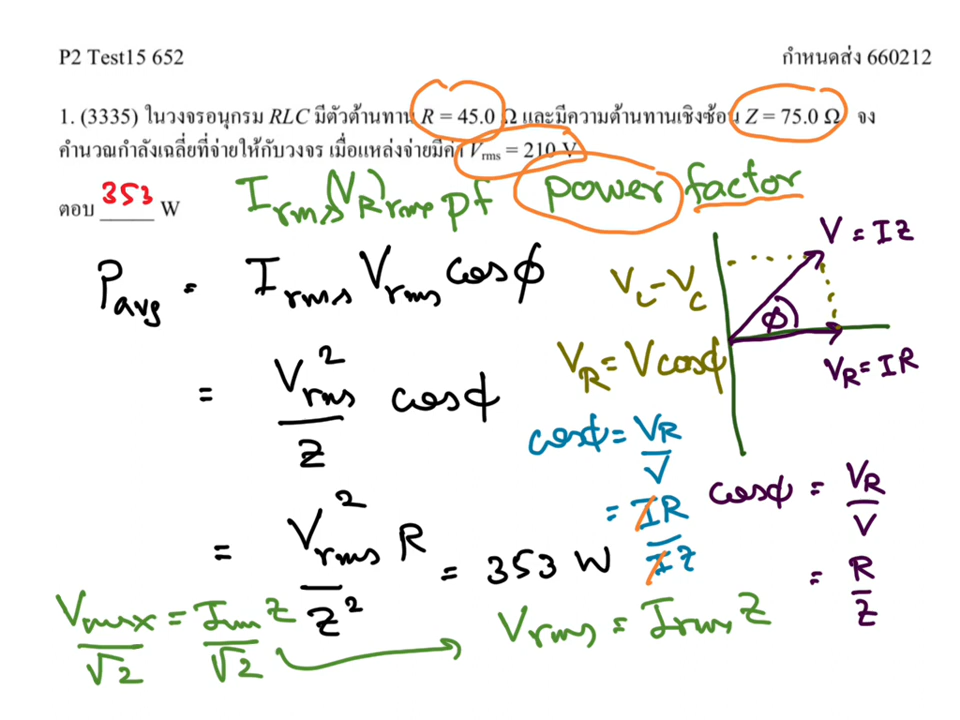 P2 Test15 652 กำหนดส่ง 660212
1. (3335) ในวงจรอนุกรม RLC มีตัวต้านทาน R = 45.0 Ω และมีความต้านทานเชิงซ้อน Z = 75.0 Ω จง
คำนวณกำลังเฉลี่ยที่จ่ายให้กับวงจร เมื่อแหล่งจ่ายมีค่า Vrms = 210 V
ตอบ 353 W
Irms(VR)rms pf power factor
Pavg = Irms Vrms cosϕ
= Vrms² / Z cosϕ
= Vrms² R / Z² = 353 W
Vmax / √2 = Im Z / √2
Vrms = Irms Z
V = IZ
VL - VC
ϕ
VR = IR
VR = V cosϕ
cosϕ = VR / V
= IR / IZ
cosϕ = VR / V
= R / Z